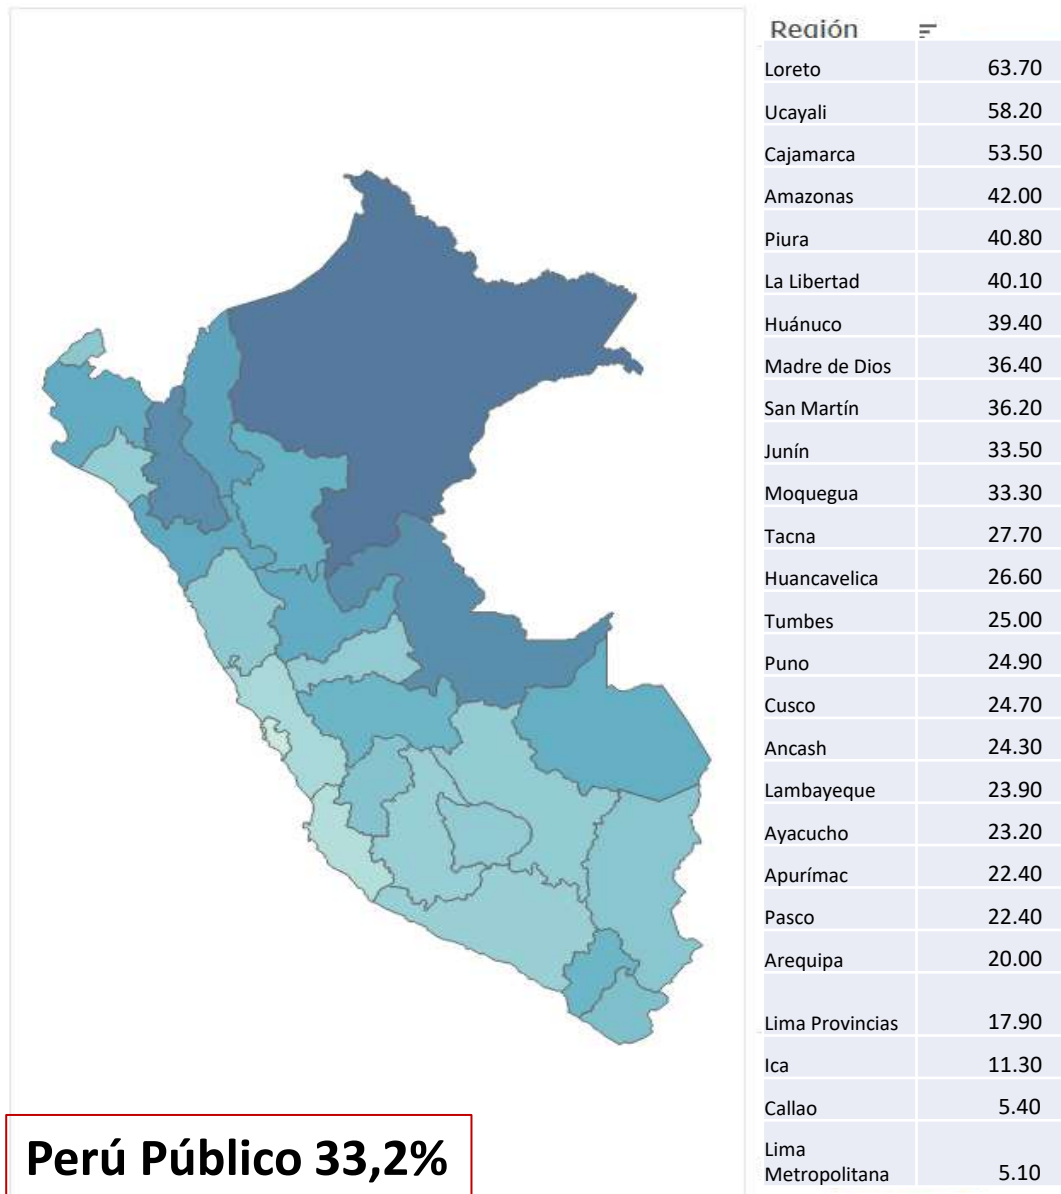 Región
Loreto 63.70
Ucayali 58.20
Cajamarca 53.50
Amazonas 42.00
Piura 40.80
La Libertad 40.10
Huánuco 39.40
Madre de Dios 36.40
San Martín 36.20
Junín 33.50
Moquegua 33.30
Tacna 27.70
Huancavelica 26.60
Tumbes 25.00
Puno 24.90
Cusco 24.70
Ancash 24.30
Lambayeque 23.90
Ayacucho 23.20
Apurímac 22.40
Pasco 22.40
Arequipa 20.00
Lima Provincias 17.90
Ica 11.30
Callao 5.40
Lima
Metropolitana 5.10
Perú Público 33,2%